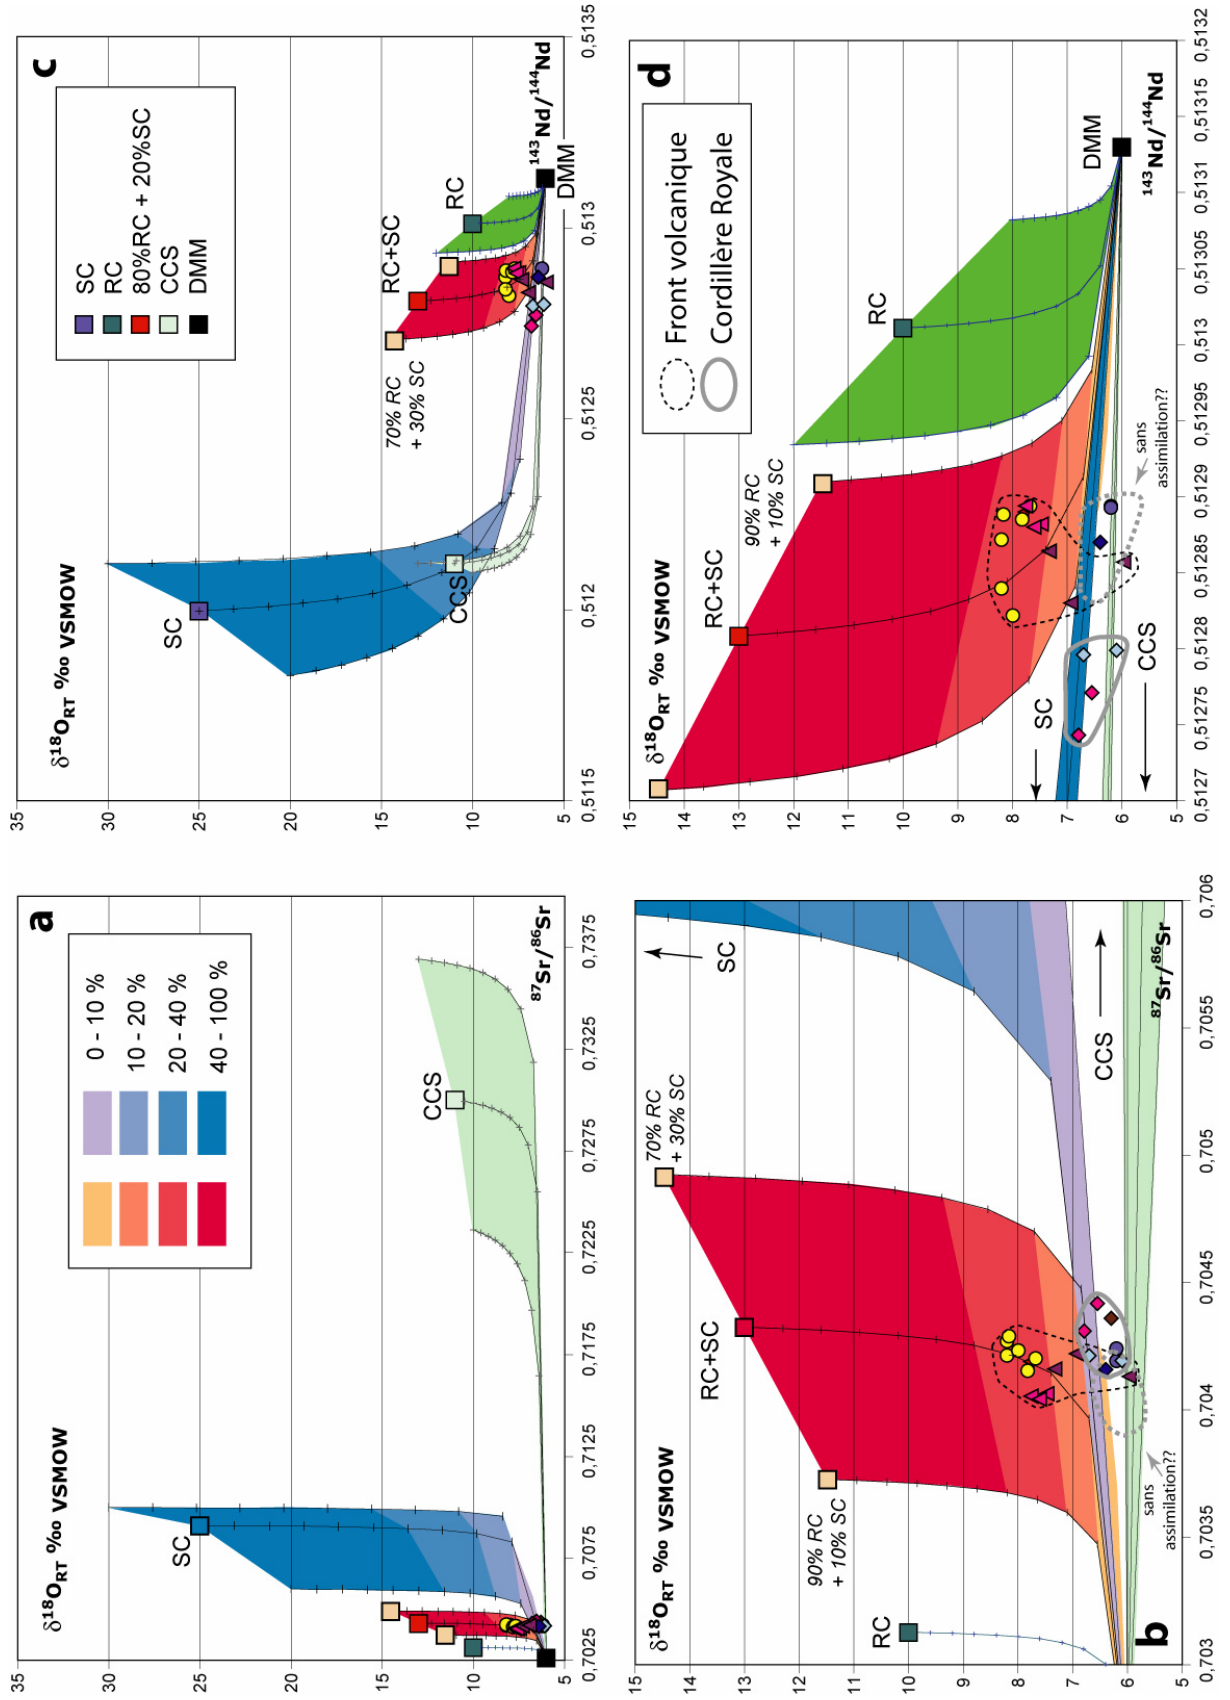 a
δ18ORT ‰ VSMOW
0 - 10 %
10 - 20 %
20 - 40 %
40 - 100 %
SC
CCS
87Sr/86Sr
35
30
25
20
15
10
5
0,7025
0,7075
0,7125
0,7175
0,7225
0,7275
0,7325
0,7375
c
δ18ORT ‰ VSMOW
SC
RC
80%RC + 20%SC
CCS
DMM
SC
CCS
70% RC
+ 30% SC
RC+SC
RC
DMM
143Nd/144Nd
35
30
25
20
15
10
5
0,5115
0,512
0,5125
0,513
0,5135
b
δ18ORT ‰ VSMOW
RC
90% RC
+ 10% SC
RC+SC
70% RC
+ 30% SC
SC
CCS
87Sr/86Sr
sans
assimilation??
15
14
13
12
11
10
9
8
7
6
5
0,703
0,7035
0,704
0,7045
0,705
0,7055
0,706
d
δ18ORT ‰ VSMOW
Front volcanique
Cordillère Royale
RC+SC
90% RC
+ 10% SC
RC
SC
CCS
sans
assimilation??
DMM
143Nd/144Nd
15
14
13
12
11
10
9
8
7
6
5
0,5127
0,51275
0,5128
0,51285
0,5129
0,51295
0,513
0,51305
0,5131
0,51315
0,5132